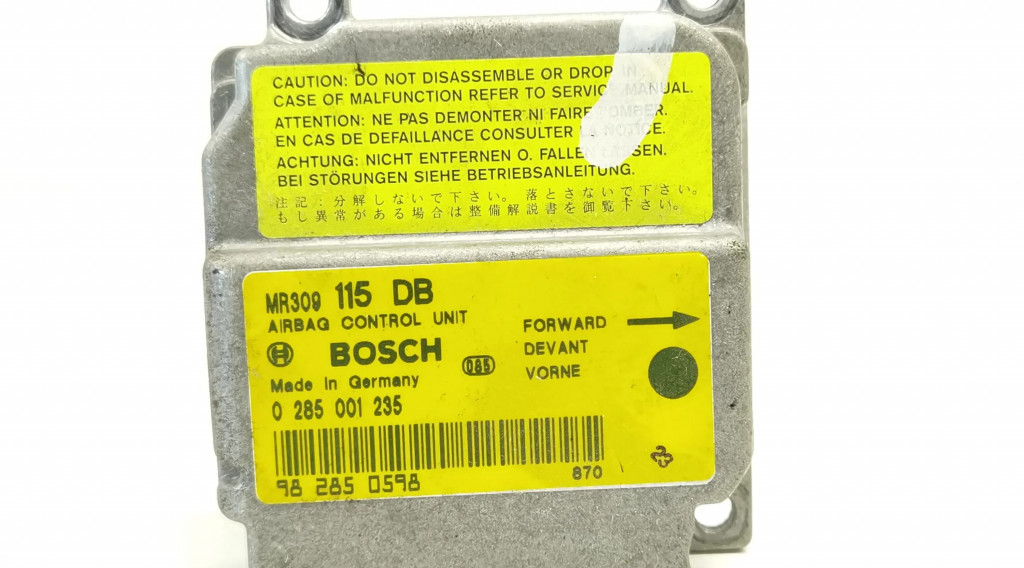 CAUTION: DO NOT DISASSEMBLE OR DROP IN
CASE OF MALFUNCTION REFER TO SERVICE MANUAL.
ATTENTION: NE PAS DEMONTER NI FAIRE TOMBER.
EN CAS DE DEFAILLANCE CONSULTER LA NOTICE.
ACHTUNG: NICHT ENTFERNEN O. FALLEN LASSEN.
BEI STÖRUNGEN SIEHE BETRIEBSANLEITUNG.
注記:分解しないで下さい。落とさないで下さい。
もし異常がある場合は整備解説書を御覧下さい。
MR309 115 DB
AIRBAG CONTROL UNIT
BOSCH
085
Made in Germany
0 285 001 235
FORWARD
DEVANT
VORNE
98 285 0598
870